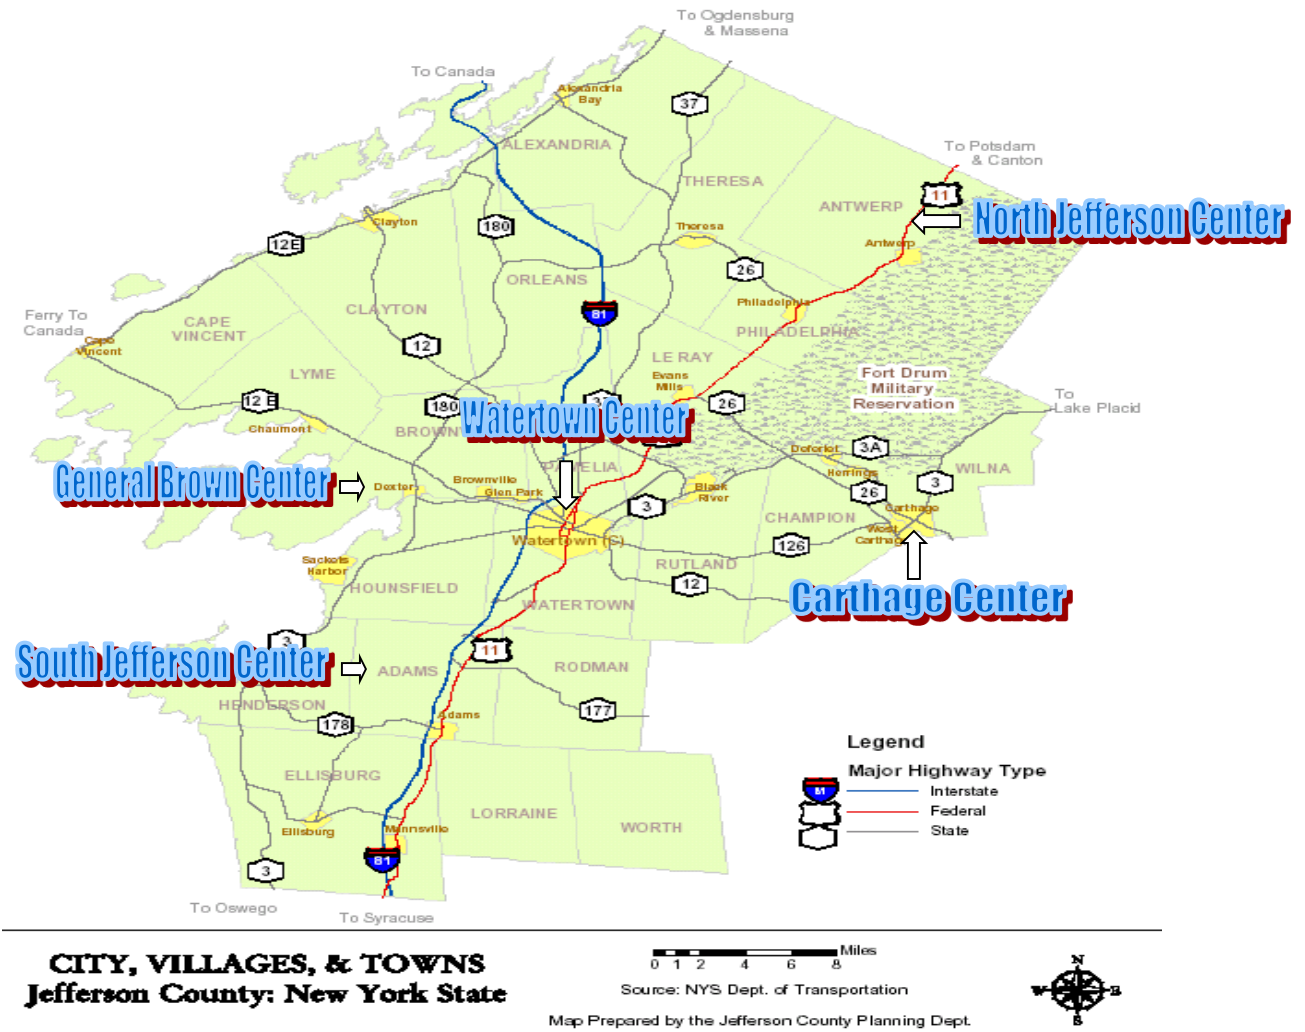 To Ogdensburg
& Massena
To Canada
Alexandria
Bay
37
ALEXANDRIA
To Potsdam
& Canton
THERESA
11
ANTWERP
North Jefferson Center
Clayton
180
Theresa
12E
Antwerp
26
ORLEANS
Philadelphia
CLAYTON
81
Ferry To
Canada
CAPE
VINCENT
PHILADELPHIA
Cape
Vincent
12
LE RAY
LYME
Evans
Mills
Fort Drum
Military
Reservation
To
Lake Placid
12 E
180
37
26
Watertown Center
Chaumont
BROWNV
Deferiet
3A
PAMELIA
WILNA
General Brown Center
Dexter
Brownville
Glen Park
Black
River
Herrings
26
3
3
Carthage
CHAMPION
West
Carthage
Watertown (C)
126
Sackets
Harbor
RUTLAND
HOUNSFIELD
12
Carthage Center
WATERTOWN
3
11
South Jefferson Center
ADAMS
RODMAN
HENDERSON
178
Adams
177
Legend
Major Highway Type
ELLISBURG
Interstate
LORRAINE
Federal
WORTH
State
Ellisburg
Mannsville
81
3
To Oswego
To Syracuse
CITY, VILLAGES, & TOWNS
Jefferson County: New York State
Miles
0 1 2 4 6 8
Source: NYS Dept. of Transportation
Map Prepared by the Jefferson County Planning Dept.
N
W E
S